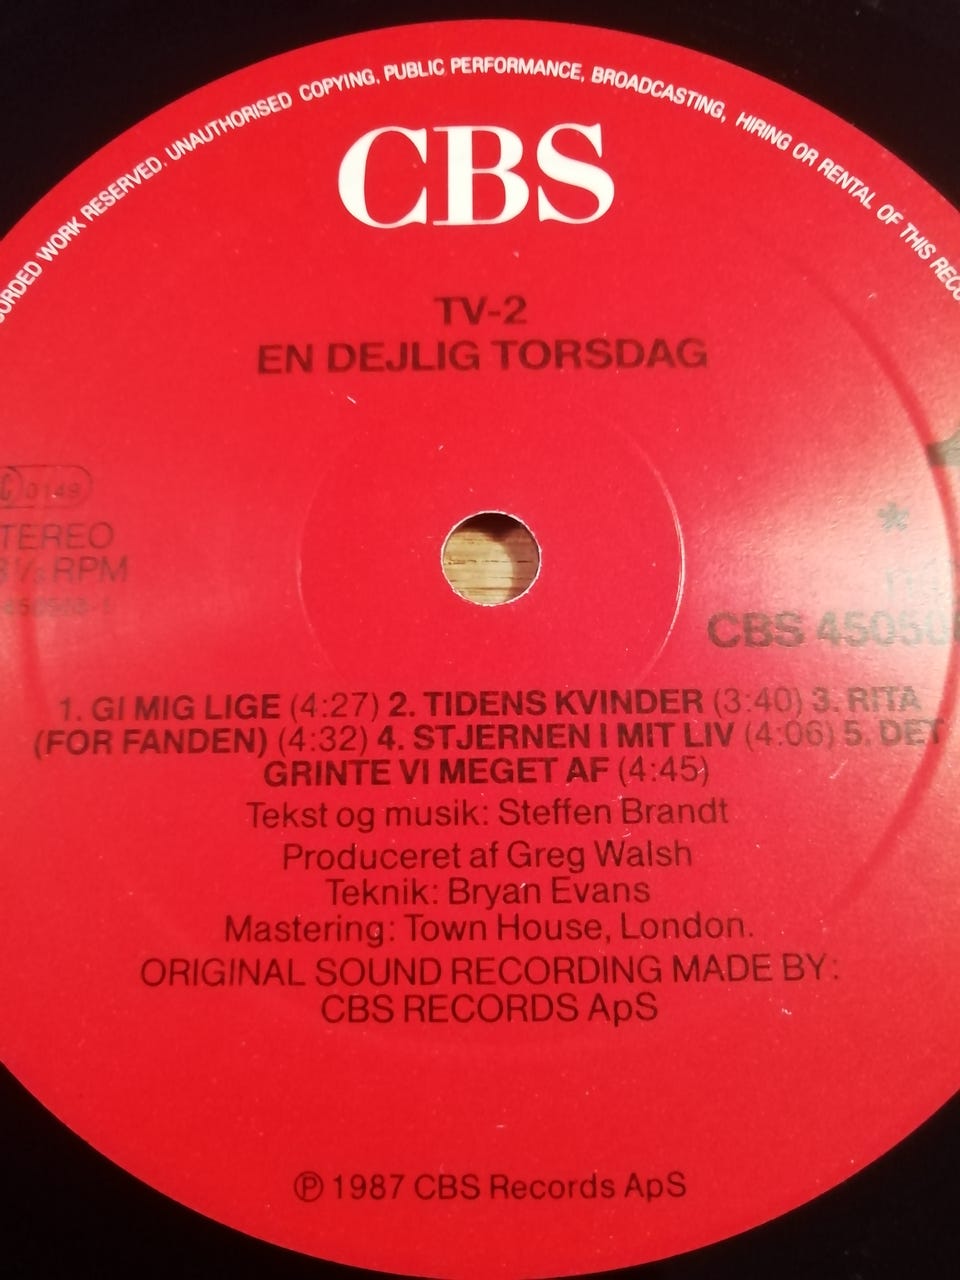 WORK RESERVED. UNAUTHORISED COPYING, PUBLIC PERFORMANCE, BROADCASTING, HIRING OR RENTAL OF THIS
CBS
TV-2
EN DEJLIG TORSDAG
0149
RPM
CBS
1. GI MIG LIGE (4:27) 2. TIDENS KVINDER (3:40) 3. RITA
(FOR FANDEN) (4:32) 4. STJERNEN I MIT LIV (4:06) 5. DET
GRINTE VI MEGET AF (4:45)
Tekst og musik: Steffen Brandt
Produceret af Greg Walsh
Teknik: Bryan Evans
Mastering: Town House, London.
ORIGINAL SOUND RECORDING MADE BY:
CBS RECORDS ApS
℗ 1987 CBS Records ApS